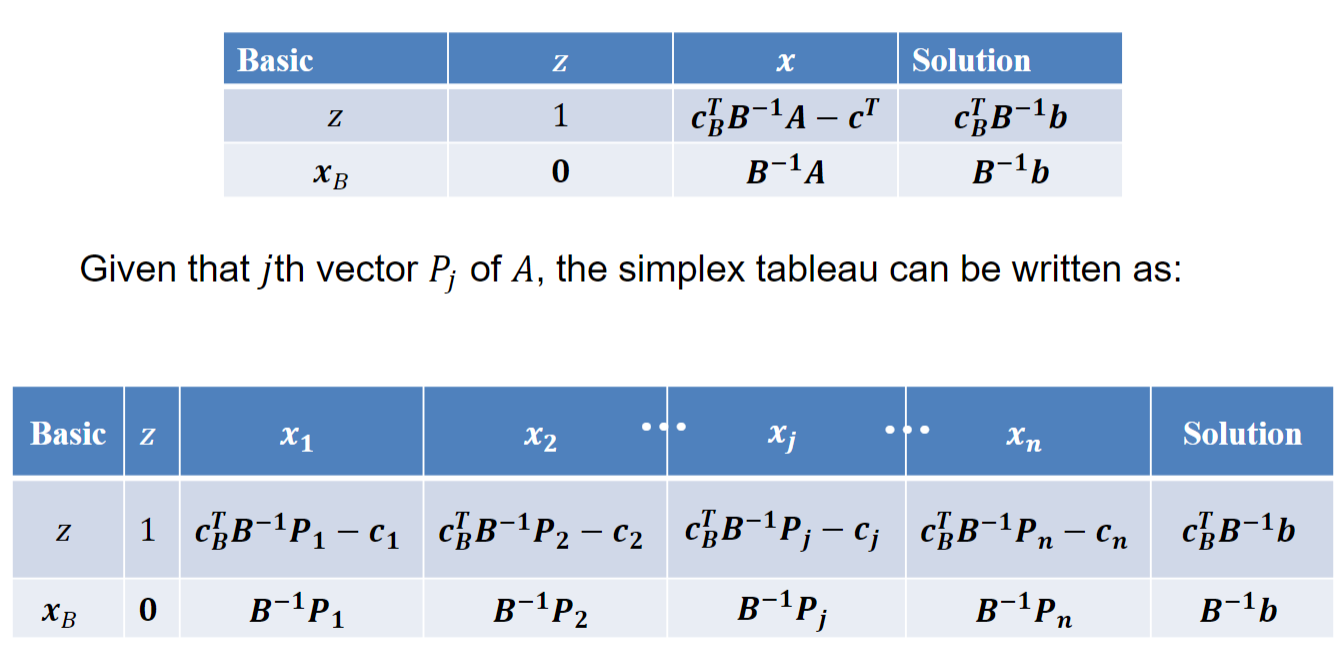 Basic z x Solution
z 1 c_B^T B^{-1}A − c^T c_B^T B^{-1}b
x_B 0 B^{-1}A B^{-1}b
Given that jth vector P_j of A, the simplex tableau can be written as:
Basic z x_1 x_2 ••• x_j ••• x_n Solution
z 1 c_B^T B^{-1}P_1 − c_1 c_B^T B^{-1}P_2 − c_2 c_B^T B^{-1}P_j − c_j c_B^T B^{-1}P_n − c_n c_B^T B^{-1}b
x_B 0 B^{-1}P_1 B^{-1}P_2 B^{-1}P_j B^{-1}P_n B^{-1}b